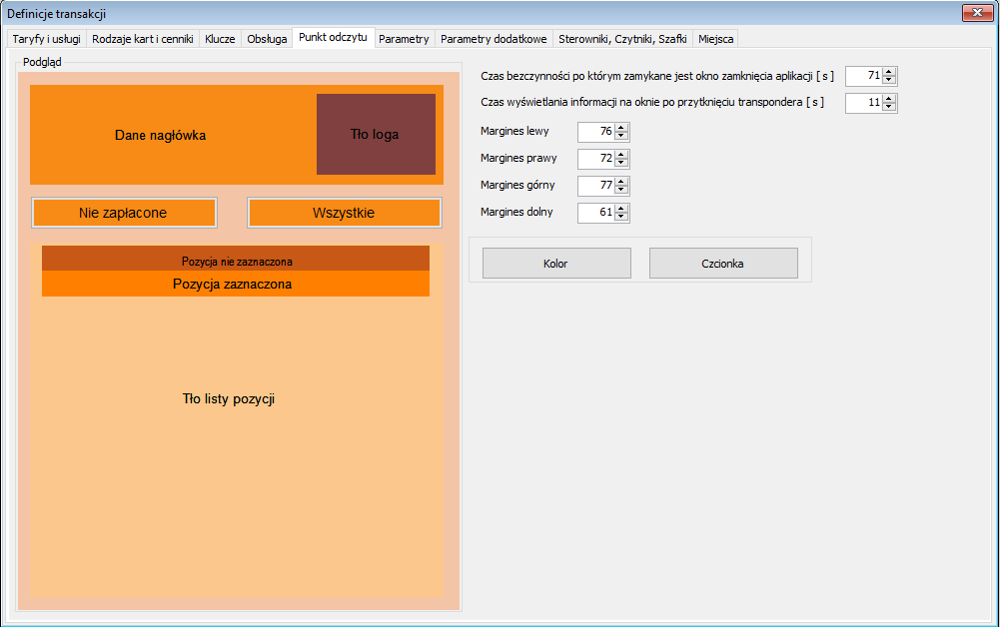 Definicje transakcji
Taryfy i usługi Rodzaje kart i cenniki Klucze Obsługa Punkt odczytu Parametry Parametry dodatkowe Sterowniki, Czytniki, Szafki Miejsca
Podgląd
Dane nagłówka
Tło loga
Nie zapłacone
Wszystkie
Pozycja nie zaznaczona
Pozycja zaznaczona
Tło listy pozycji
Czas bezczynności po którym zamykane jest okno zamknięcia aplikacji [ s ] 71
Czas wyświetlania informacji na oknie po przytknięciu transpondera [ s ] 11
Margines lewy 76
Margines prawy 72
Margines górny 77
Margines dolny 61
Kolor
Czcionka